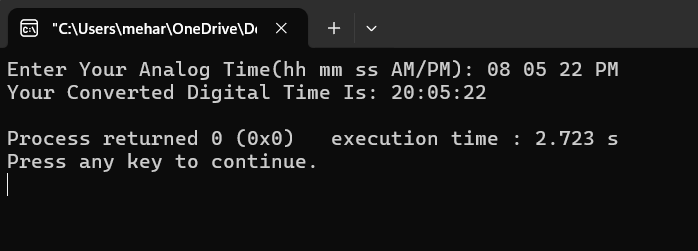 "C:\Users\mehar\OneDrive\De
Enter Your Analog Time(hh mm ss AM/PM): 08 05 22 PM
Your Converted Digital Time Is: 20:05:22
Process returned 0 (0x0)   execution time : 2.723 s
Press any key to continue.